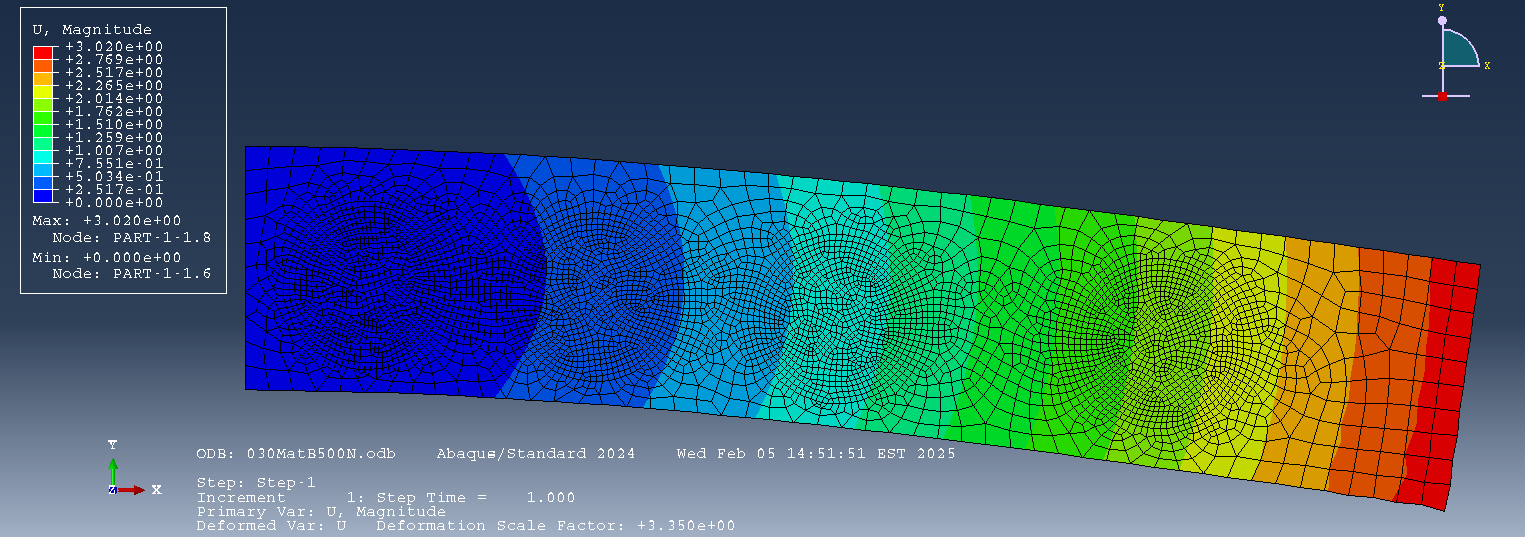 U, Magnitude
+3.020e+00
+2.769e+00
+2.517e+00
+2.265e+00
+2.014e+00
+1.762e+00
+1.510e+00
+1.259e+00
+1.007e+00
+7.551e-01
+5.034e-01
+2.517e-01
+0.000e+00
Max: +3.020e+00
Node: PART-1-1.8
Min: +0.000e+00
Node: PART-1-1.6
Y
Z X
Y
Z X
ODB: 030MatB500N.odb Abaqus/Standard 2024 Wed Feb 05 14:51:51 EST 2025
Step: Step-1
Increment 1: Step Time = 1.000
Primary Var: U, Magnitude
Deformed Var: U Deformation Scale Factor: +3.350e+00